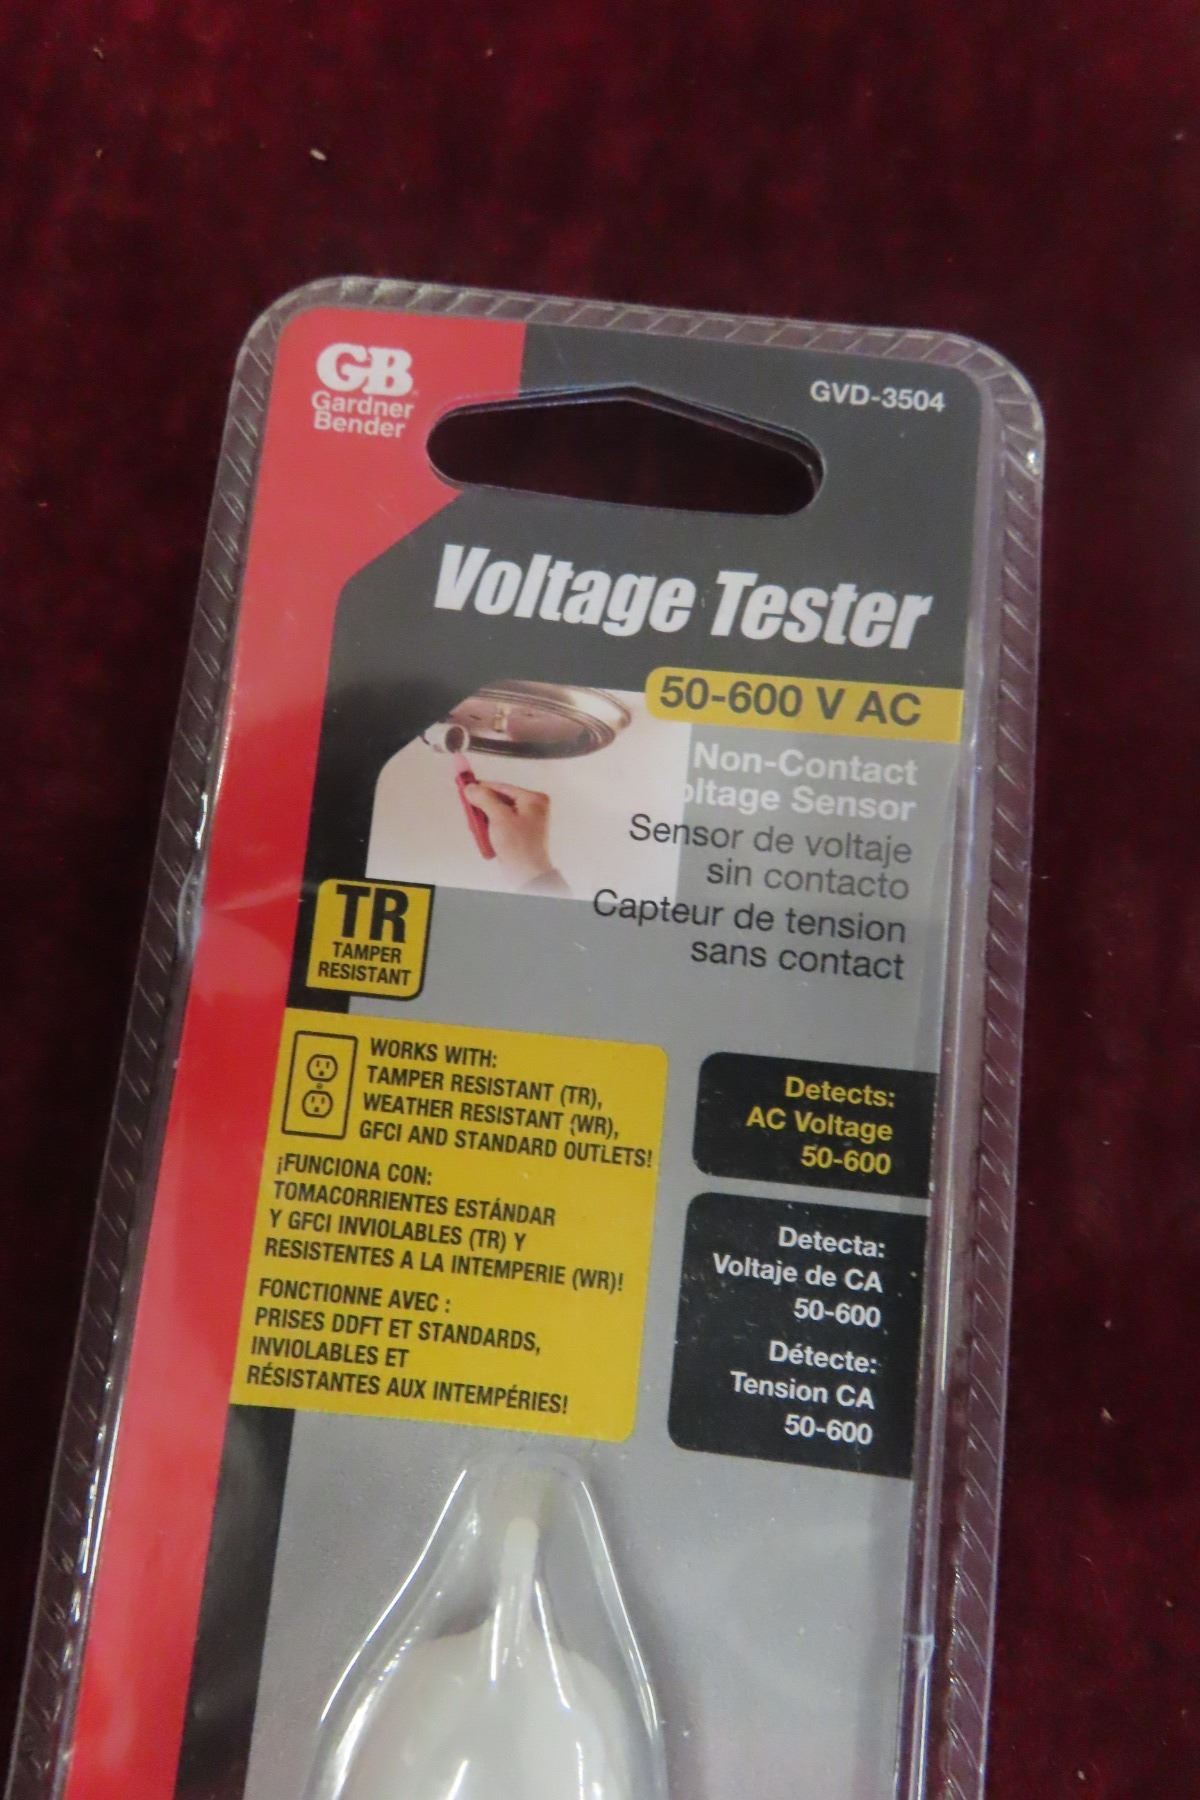 GB
Gardner
Bender
GVD-3504
Voltage Tester
50-600 V AC
Non-Contact
Voltage Sensor
Sensor de voltaje
sin contacto
Capteur de tension
sans contact
TR
TAMPER
RESISTANT
WORKS WITH:
TAMPER RESISTANT (TR),
WEATHER RESISTANT (WR),
GFCI AND STANDARD OUTLETS!
¡FUNCIONA CON:
TOMACORRIENTES ESTÁNDAR
Y GFCI INVIOLABLES (TR) Y
RESISTENTES A LA INTEMPERIE (WR)!
FONCTIONNE AVEC :
PRISES DDFT ET STANDARDS,
INVIOLABLES ET
RÉSISTANTES AUX INTEMPÉRIES!
Detects:
AC Voltage
50-600
Detecta:
Voltaje de CA
50-600
Détecte:
Tension CA
50-600